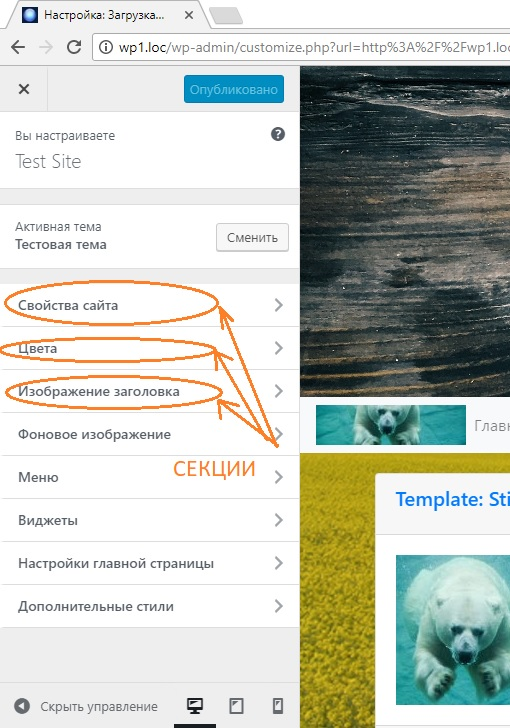 Настройка: Загрузка...
wp1.loc/wp-admin/customize.php?url=http%3A%2F%2Fwp1.loc
Опубликовано
Вы настраиваете
Test Site
Активная тема
Тестовая тема
Сменить
Свойства сайта
Цвета
Изображение заголовка
Главн
Фоновое изображение
СЕКЦИИ
Меню
Template: Sti
Виджеты
Настройки главной страницы
Дополнительные стили
Скрыть управление